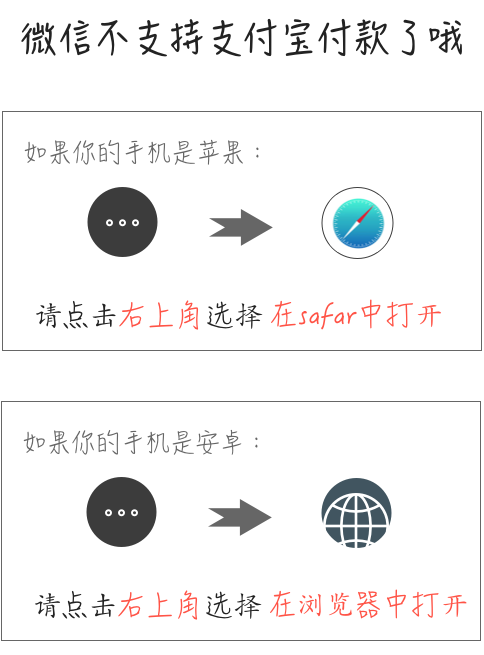 微信不支持支付宝付款了哦
如果你的手机是苹果：
请点击右上角选择 在safar中打开
如果你的手机是安卓：
请点击右上角选择 在浏览器中打开